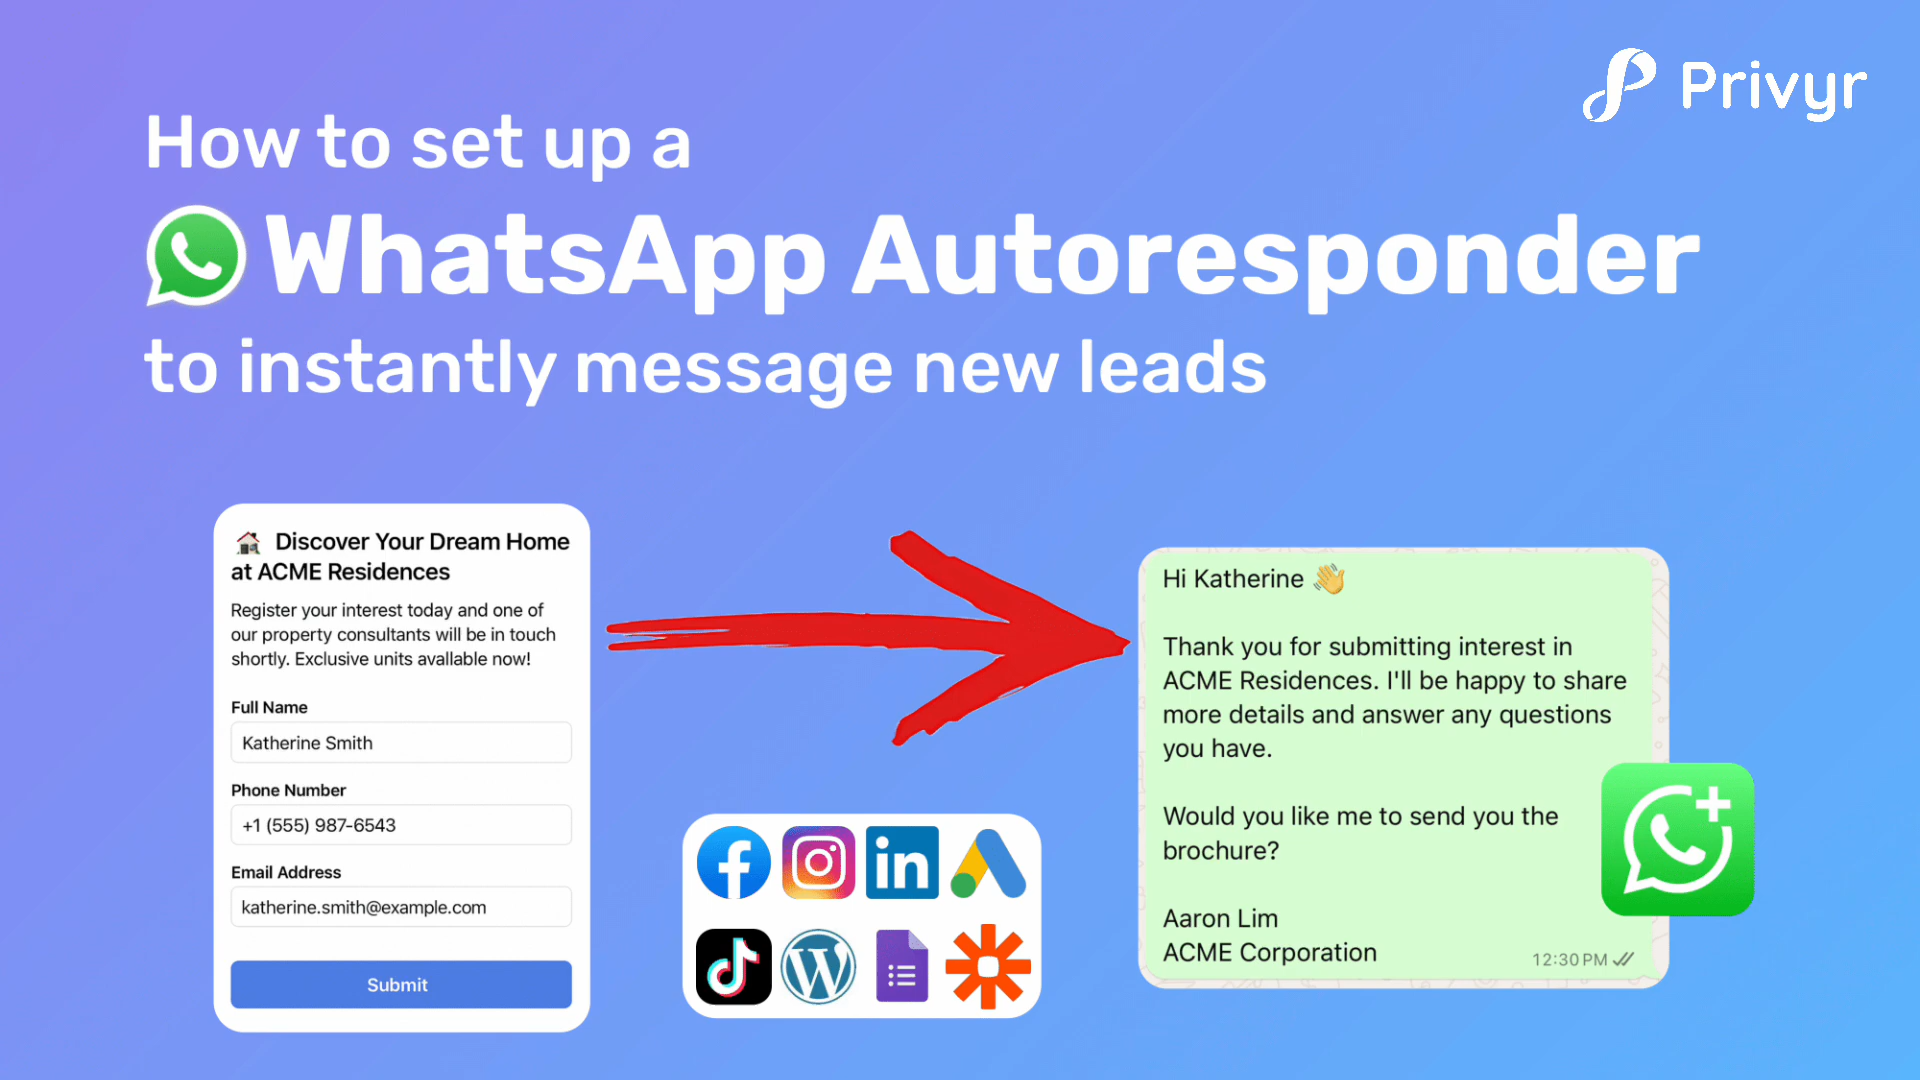 Privyr
How to set up a
WhatsApp Autoresponder
to instantly message new leads
Discover Your Dream Home
at ACME Residences
Register your interest today and one of
our property consultants will be in touch
shortly. Exclusive units available now!
Full Name
Katherine Smith
Phone Number
+1 (555) 987-6543
Email Address
katherine.smith@example.com
Submit
Hi Katherine 👋
Thank you for submitting interest in
ACME Residences. I'll be happy to share
more details and answer any questions
you have.
Would you like me to send you the
brochure?
Aaron Lim
ACME Corporation
12:30 PM
in